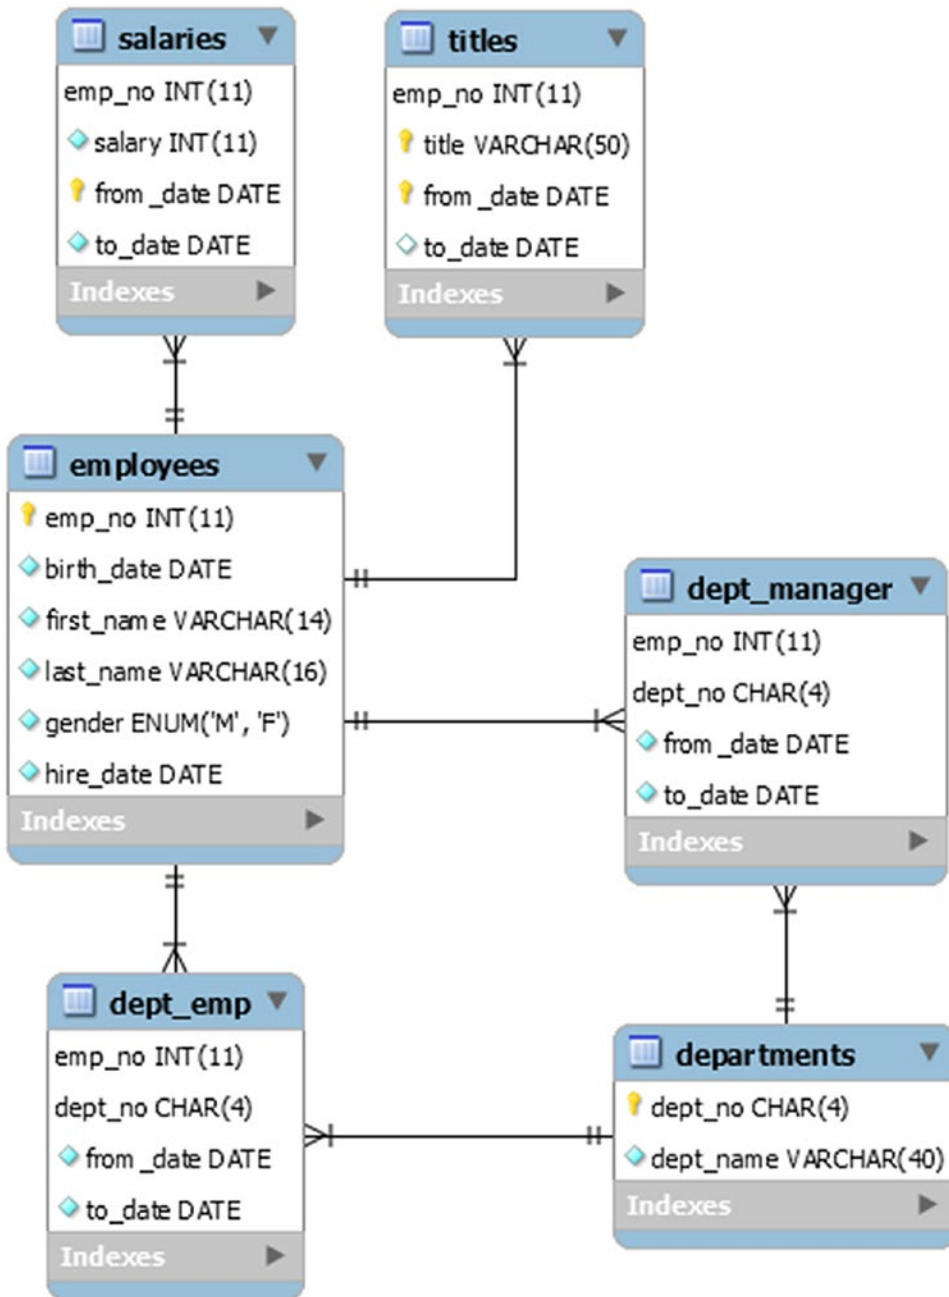 salaries
emp_no INT(11)
salary INT(11)
from_date DATE
to_date DATE
Indexes
titles
emp_no INT(11)
title VARCHAR(50)
from_date DATE
to_date DATE
Indexes
employees
emp_no INT(11)
birth_date DATE
first_name VARCHAR(14)
last_name VARCHAR(16)
gender ENUM('M', 'F')
hire_date DATE
Indexes
dept_manager
emp_no INT(11)
dept_no CHAR(4)
from_date DATE
to_date DATE
Indexes
dept_emp
emp_no INT(11)
dept_no CHAR(4)
from_date DATE
to_date DATE
Indexes
departments
dept_no CHAR(4)
dept_name VARCHAR(40)
Indexes